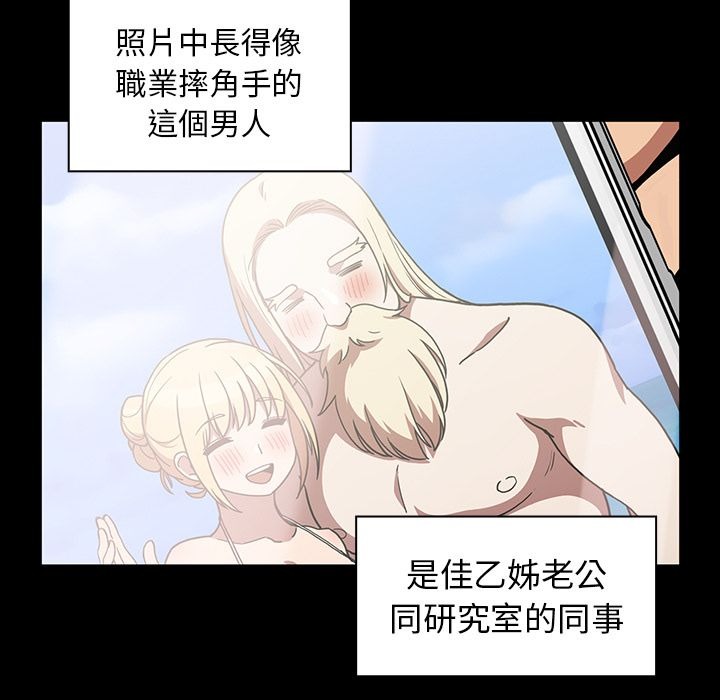 照片中長得像
職業摔角手的
這個男人
是佳乙姊老公
同研究室的同事